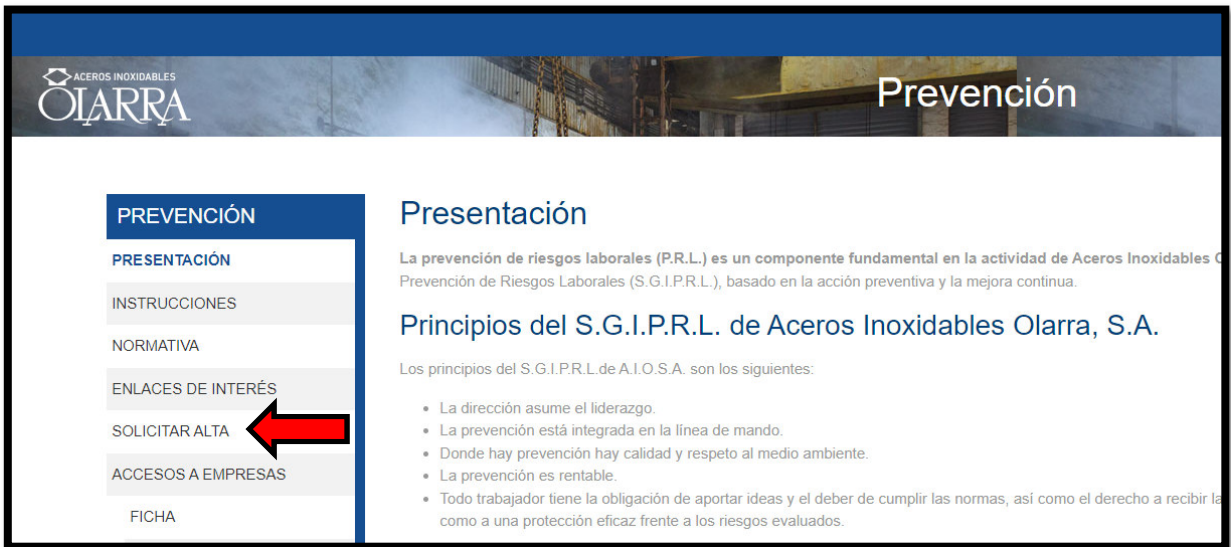 ACEROS INOXIDABLES
OLARRA
Prevención
PREVENCIÓN
PRESENTACIÓN
INSTRUCCIONES
NORMATIVA
ENLACES DE INTERÉS
SOLICITAR ALTA
ACCESOS A EMPRESAS
FICHA
Presentación
La prevención de riesgos laborales (P.R.L.) es un componente fundamental en la actividad de Aceros Inoxidables
Prevención de Riesgos Laborales (S.G.I.P.R.L.), basado en la acción preventiva y la mejora continua.
Principios del S.G.I.P.R.L. de Aceros Inoxidables Olarra, S.A.
Los principios del S.G.I.P.R.L.de A.I.O.S.A. son los siguientes:
• La dirección asume el liderazgo.
• La prevención está integrada en la línea de mando.
• Donde hay prevención hay calidad y respeto al medio ambiente.
• La prevención es rentable.
• Todo trabajador tiene la obligación de aportar ideas y el deber de cumplir las normas, así como el derecho a recibir la
como a una protección eficaz frente a los riesgos evaluados.